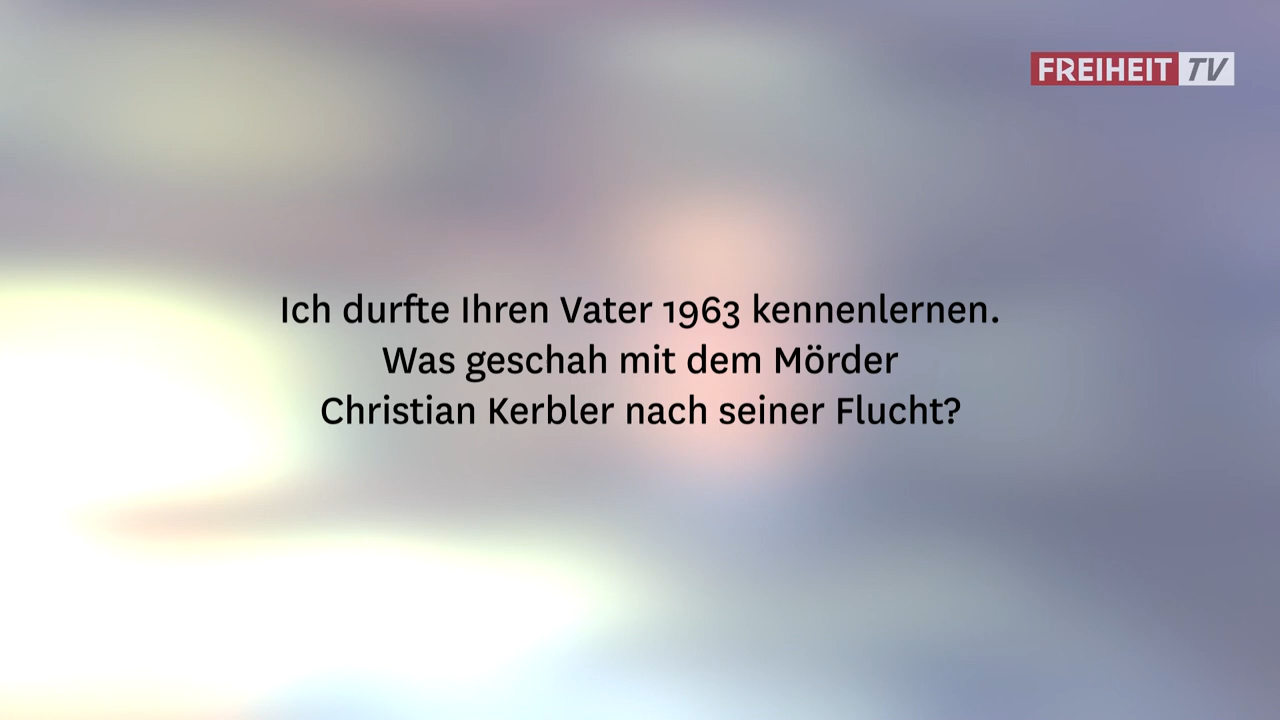 FREIHEIT TV
Ich durfte Ihren Vater 1963 kennenlernen.
Was geschah mit dem Mörder
Christian Kerbler nach seiner Flucht?